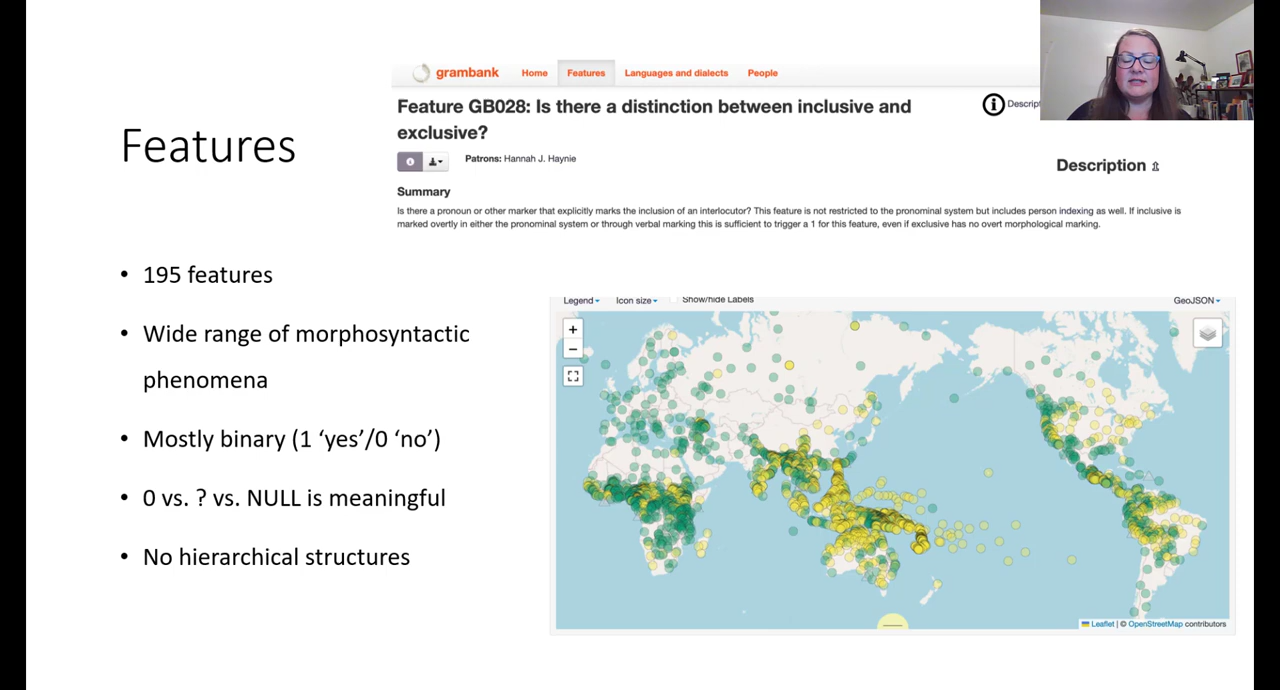 grambank Home Features Languages and dialects People
Feature GB028: Is there a distinction between inclusive and
exclusive?
Descript
Patrons: Hannah J. Haynie
Description
Summary
Is there a pronoun or other marker that explicitly marks the inclusion of an interlocutor? This feature is not restricted to the pronominal system but includes person indexing as well. If inclusive is
marked overtly in either the pronominal system or through verbal marking this is sufficient to trigger a 1 for this feature, even if exclusive has no overt morphological marking.
Features
• 195 features
• Wide range of morphosyntactic
phenomena
• Mostly binary (1 ‘yes’/0 ‘no’)
• 0 vs. ? vs. NULL is meaningful
• No hierarchical structures
Legend Icon size Show/hide Labels GeoJSON
+
−
Leaflet | © OpenStreetMap contributors